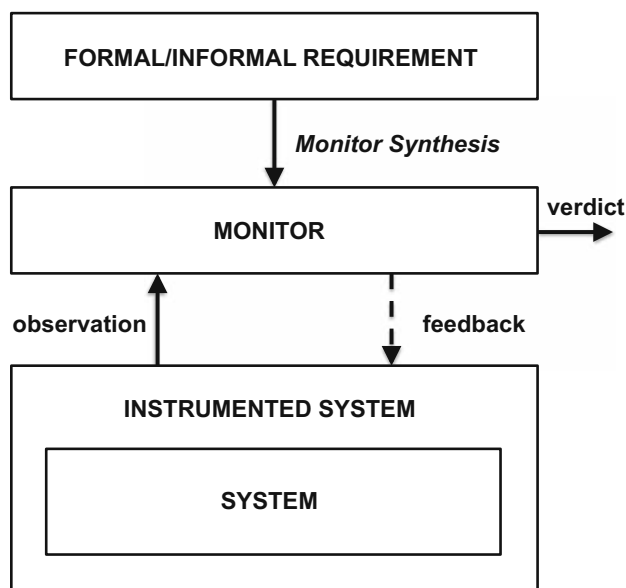 FORMAL/INFORMAL REQUIREMENT
Monitor Synthesis
verdict
MONITOR
observation
feedback
INSTRUMENTED SYSTEM
SYSTEM